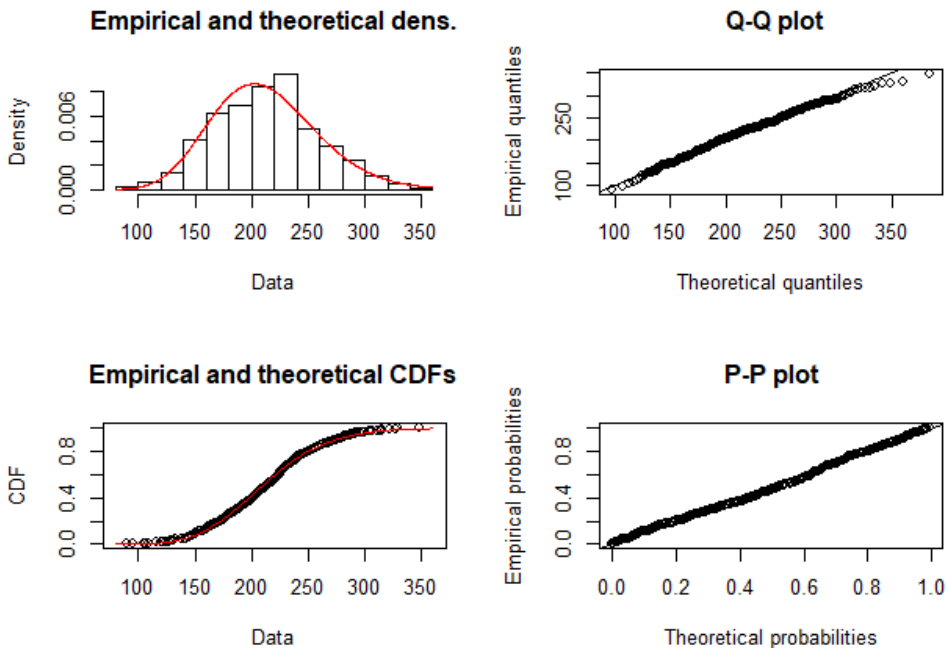 Empirical and theoretical dens.
Density
0.000
0.006
100 150 200 250 300 350
Data
Q-Q plot
Empirical quantiles
100
250
100 150 200 250 300 350
Theoretical quantiles
Empirical and theoretical CDFs
CDF
0.0
0.4
0.8
100 150 200 250 300 350
Data
P-P plot
Empirical probabilities
0.0
0.4
0.8
0.0 0.2 0.4 0.6 0.8 1.0
Theoretical probabilities